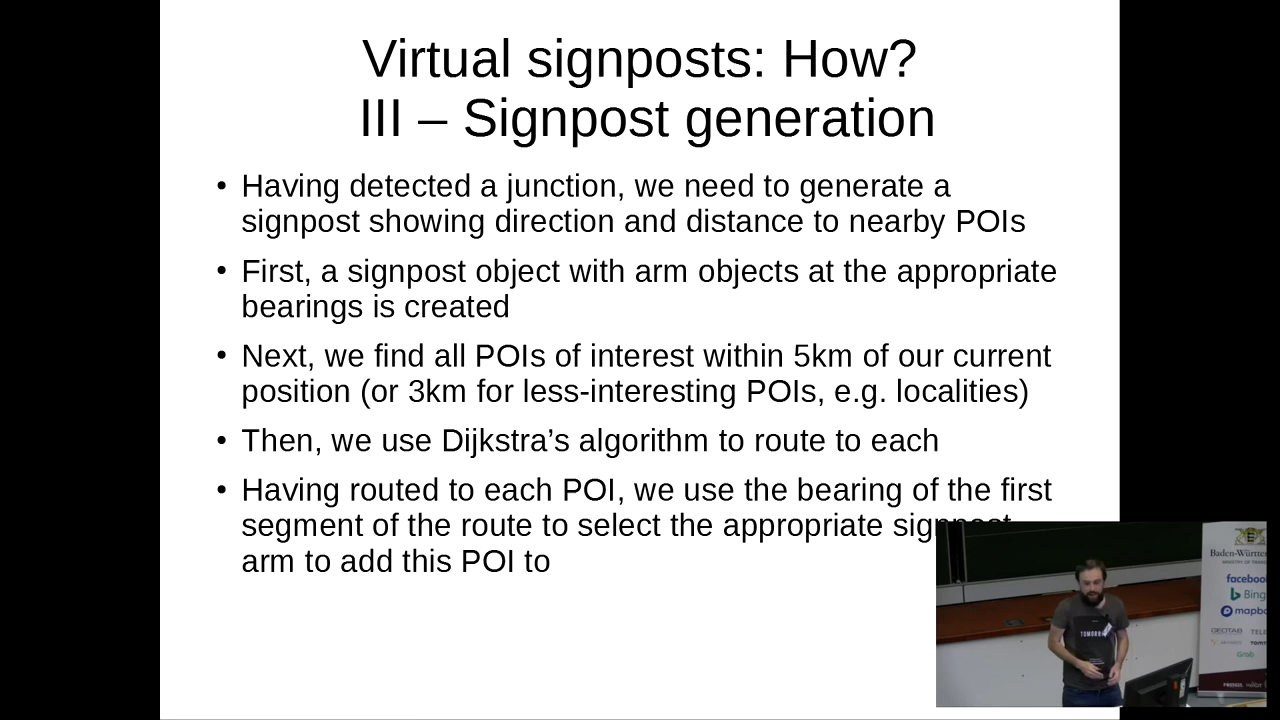 Virtual signposts: How?
III – Signpost generation
• Having detected a junction, we need to generate a
signpost showing direction and distance to nearby POIs
• First, a signpost object with arm objects at the appropriate
bearings is created
• Next, we find all POIs of interest within 5km of our current
position (or 3km for less-interesting POIs, e.g. localities)
• Then, we use Dijkstra’s algorithm to route to each
• Having routed to each POI, we use the bearing of the first
segment of the route to select the appropriate signpost
arm to add this POI to
Baden-Württe
facebook
Bing
mapbo
GEOTAB TELE
Grab